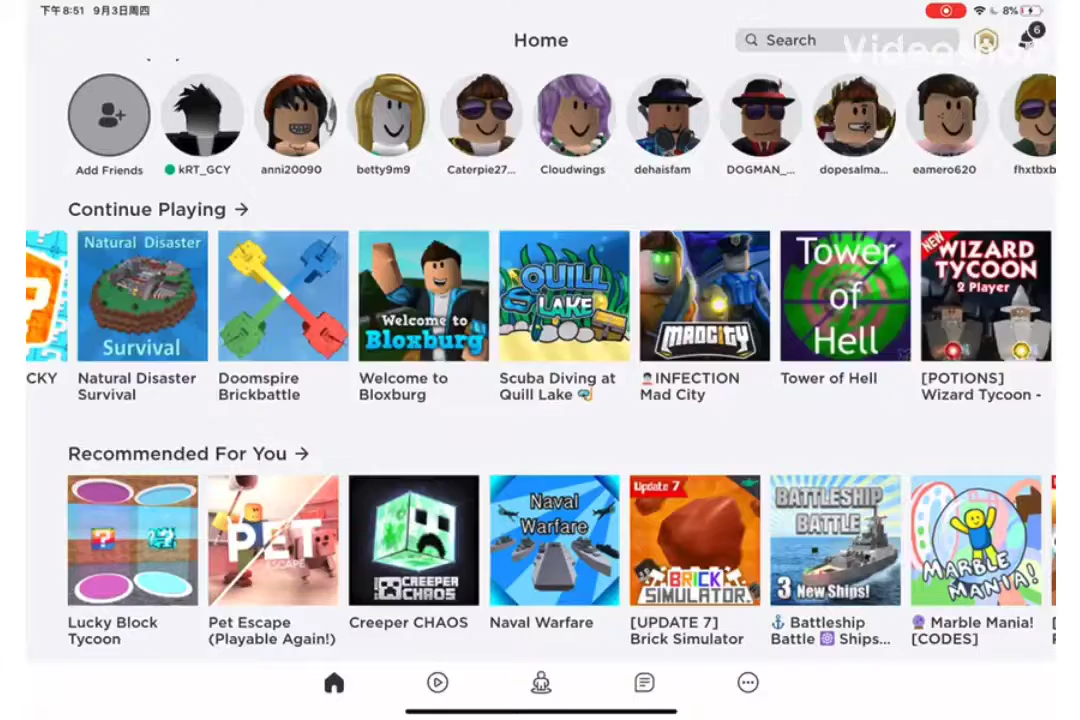 下午8:51 9月3日周四
8%
Home
Search
6
VideoShow
Add Friends
kRT_GCY
anni20090
betty9m9
Caterpie27...
Cloudwings
dehaisfam
DOGMAN_...
dopesalma...
eamero620
fhxtbxb
Continue Playing →
Natural Disaster
Survival
Welcome to
Bloxburg
QUILL
LAKE
MADCITY
Tower
of
Hell
NEW
WIZARD
TYCOON
2 Player
CKY
Natural Disaster
Survival
Doomspire
Brickbattle
Welcome to
Bloxburg
Scuba Diving at
Quill Lake
INFECTION
Mad City
Tower of Hell
[POTIONS]
Wizard Tycoon -
Recommended For You →
PET
ESCAPE
CREEPER
CHAOS
Naval
Warfare
Update 7
BRICK
SIMULATOR
BATTLESHIP
BATTLE
3 New Ships!
MARBLE
MANIA!
Lucky Block
Tycoon
Pet Escape
(Playable Again!)
Creeper CHAOS
Naval Warfare
[UPDATE 7]
Brick Simulator
⚓ Battleship
Battle ☸ Ships...
🔮 Marble Mania!
[CODES]